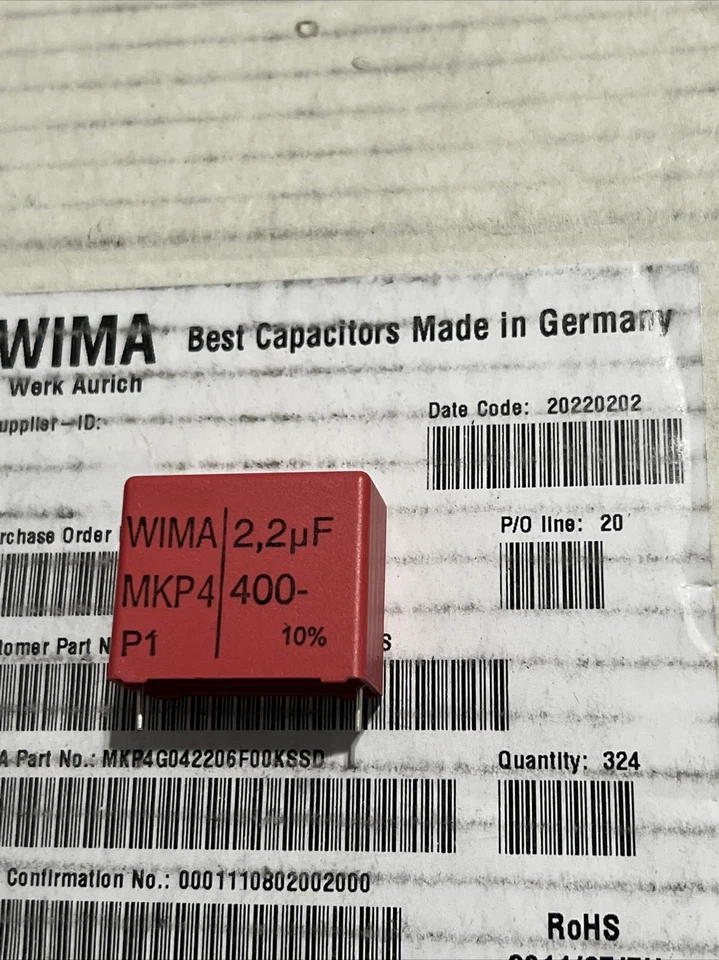 WIMA Best Capacitors Made in Germany
Werk Aurich
upplier-ID:
Date Code: 20220202
rchase Order
P/O line: 20
WIMA 2,2µF
MKP4 400-
P1 10%
tomer Part N
S
A Part No.: MKP4G042206F00KSSD
Quantity: 324
Confirmation No.: 0001110802002000
RoHS